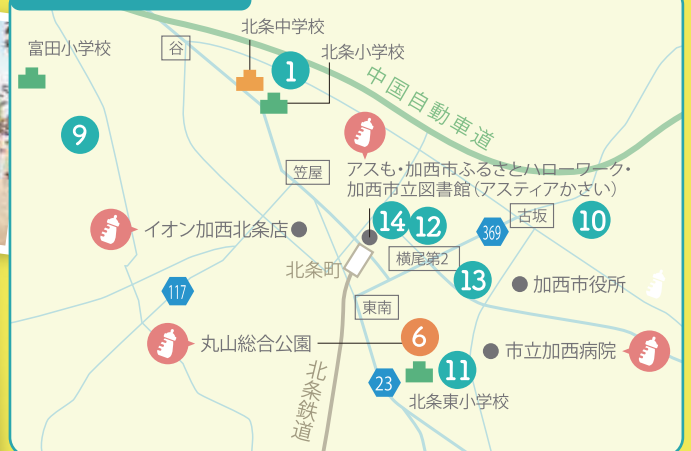 北条中学校
富田小学校
谷
北条小学校
1
中国自動車道
9
笠屋
アスも・加西市ふるさとハローワーク・
加西市立図書館（アスティアかさい）
14
12
古坂
10
369
イオン加西北条店
横尾第2
北条町
13
加西市役所
117
東南
丸山総合公園
6
市立加西病院
11
23
北条東小学校
北条鉄道